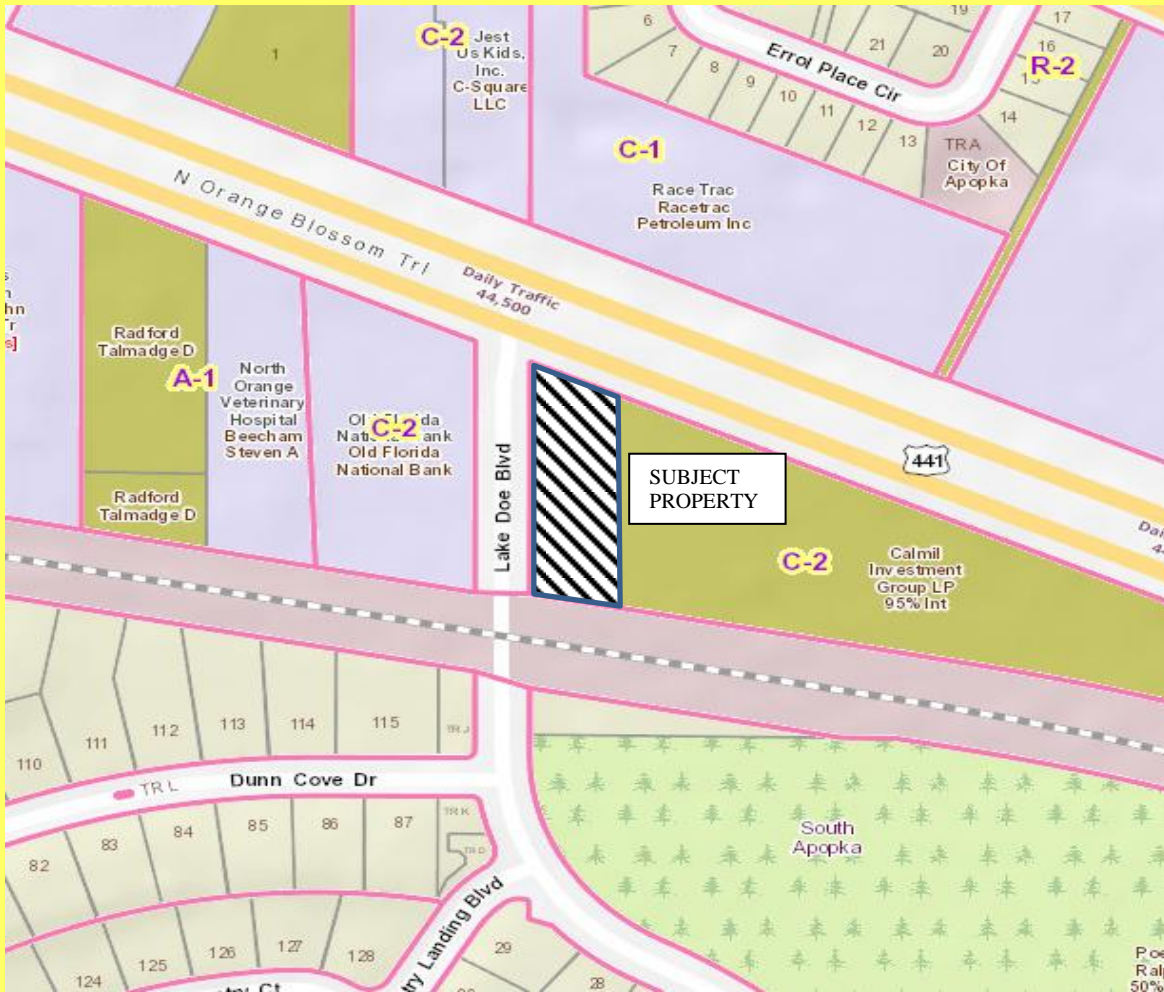 6
7
8
9
10
11
12
13
21
20
19
17
16
14
Errol Place Cir
R-2
TRA
City Of
Apopka
1
C-2
Jest
Us Kids,
Inc.
C-Square
LLC
C-1
Race Trac
Racetrac
Petroleum Inc
N Orange Blossom Trl
Daily Traffic
44,500
Radford
Talmadge D
A-1
North
Orange
Veterinary
Hospital
Beecham
Steven A
C-2
Old Florida
National Bank
Radford
Talmadge D
Lake Doe Blvd
SUBJECT
PROPERTY
441
C-2
Calmil
Investment
Group LP
95% Int
110
111
112
113
114
115
TR J
TR L
Dunn Cove Dr
82
83
84
85
86
87
TR K
South
Apopka
124
125
126
127
128
29
28